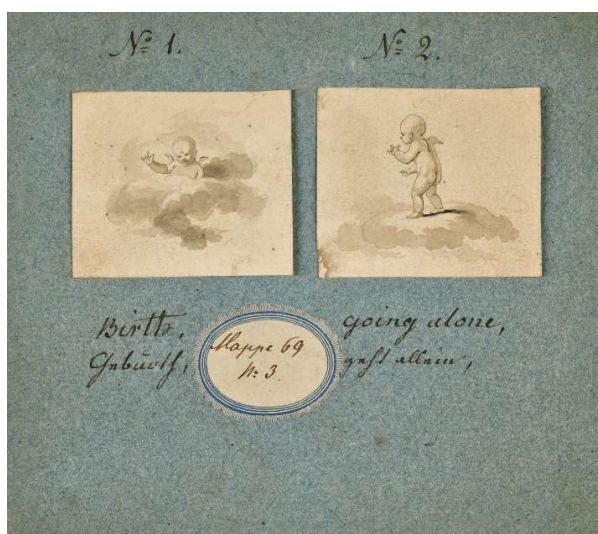 No 1.
No 2.
Birth,
Geburth,
going alone,
geht allein,
Mappe 69
No 3.